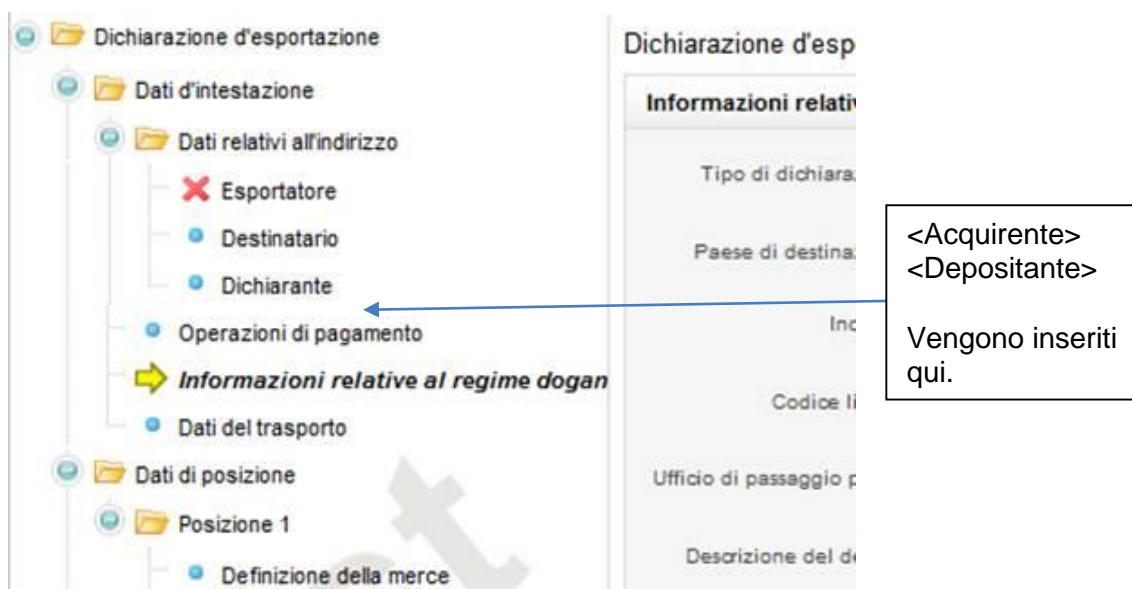 Dichiarazione d'esportazione
Dati d'intestazione
Dati relativi all'indirizzo
Esportatore
Destinatario
Dichiarante
Operazioni di pagamento
Informazioni relative al regime dogan
Dati del trasporto
Dati di posizione
Posizione 1
Definizione della merce
Dichiarazione d'esp
Informazioni relativ
Tipo di dichiara
Paese di destina
Inc
Codice li
Ufficio di passaggio p
Descrizione del de
<Acquirente>
<Depositante>
Vengono inseriti
qui.